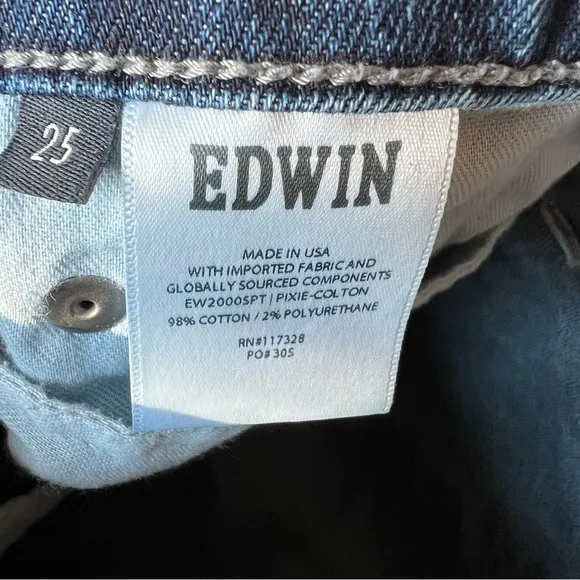 25
EDWIN
MADE IN USA
WITH IMPORTED FABRIC AND
GLOBALLY SOURCED COMPONENTS
EW2000SPT / PIXIE-COLTON
98% COTTON / 2% POLYURETHANE
RN#117328
PO#305